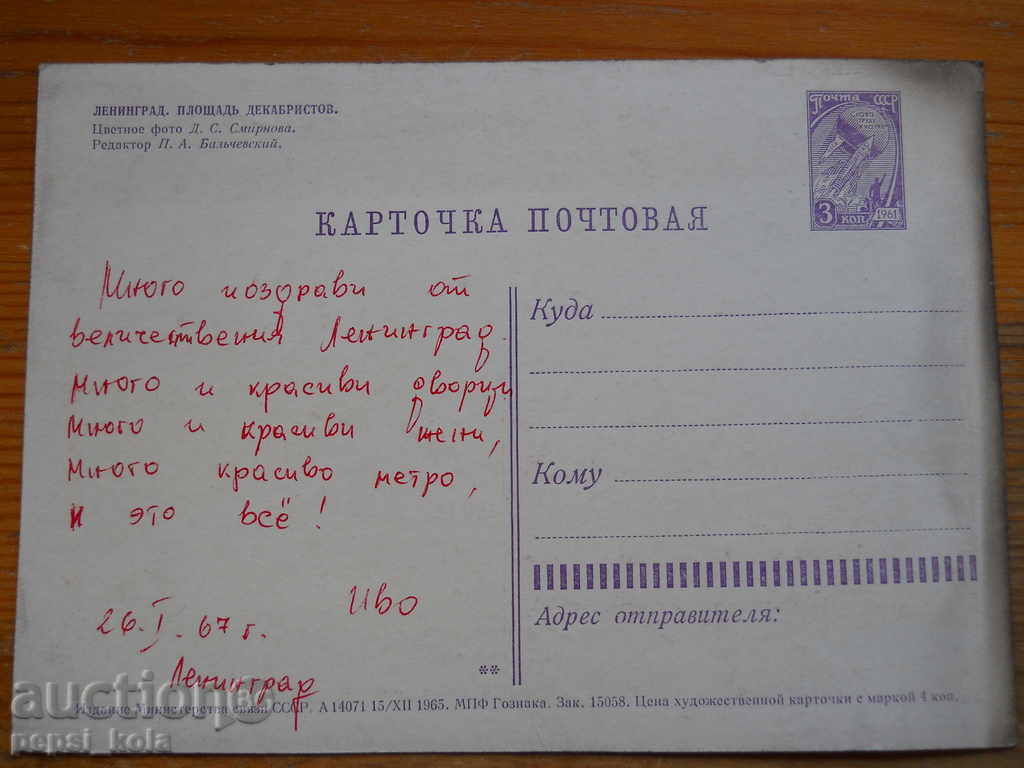 ЛЕНИНГРАД. ПЛОЩАДЬ ДЕКАБРИСТОВ.
Цветное фото Д. С. Смирнова.
Редактор П. А. Бальчевский.
Почта СССР
3 коп 1961
КАРТОЧКА ПОЧТОВАЯ
Много поздрави от
величествения Ленинград.
Много и красиви дворци
много и красиви жени,
много красиво метро,
и это всё!
Иво
26.I.67 г.
Ленинград
Куда
Кому
Адрес отправителя:
**
Издание Министерства связи СССР. А 14071 15/XII 1965. МПФ Гознака. Зак. 15058. Цена художественной карточки с маркой 4 коп.
auction
pepsi_kola